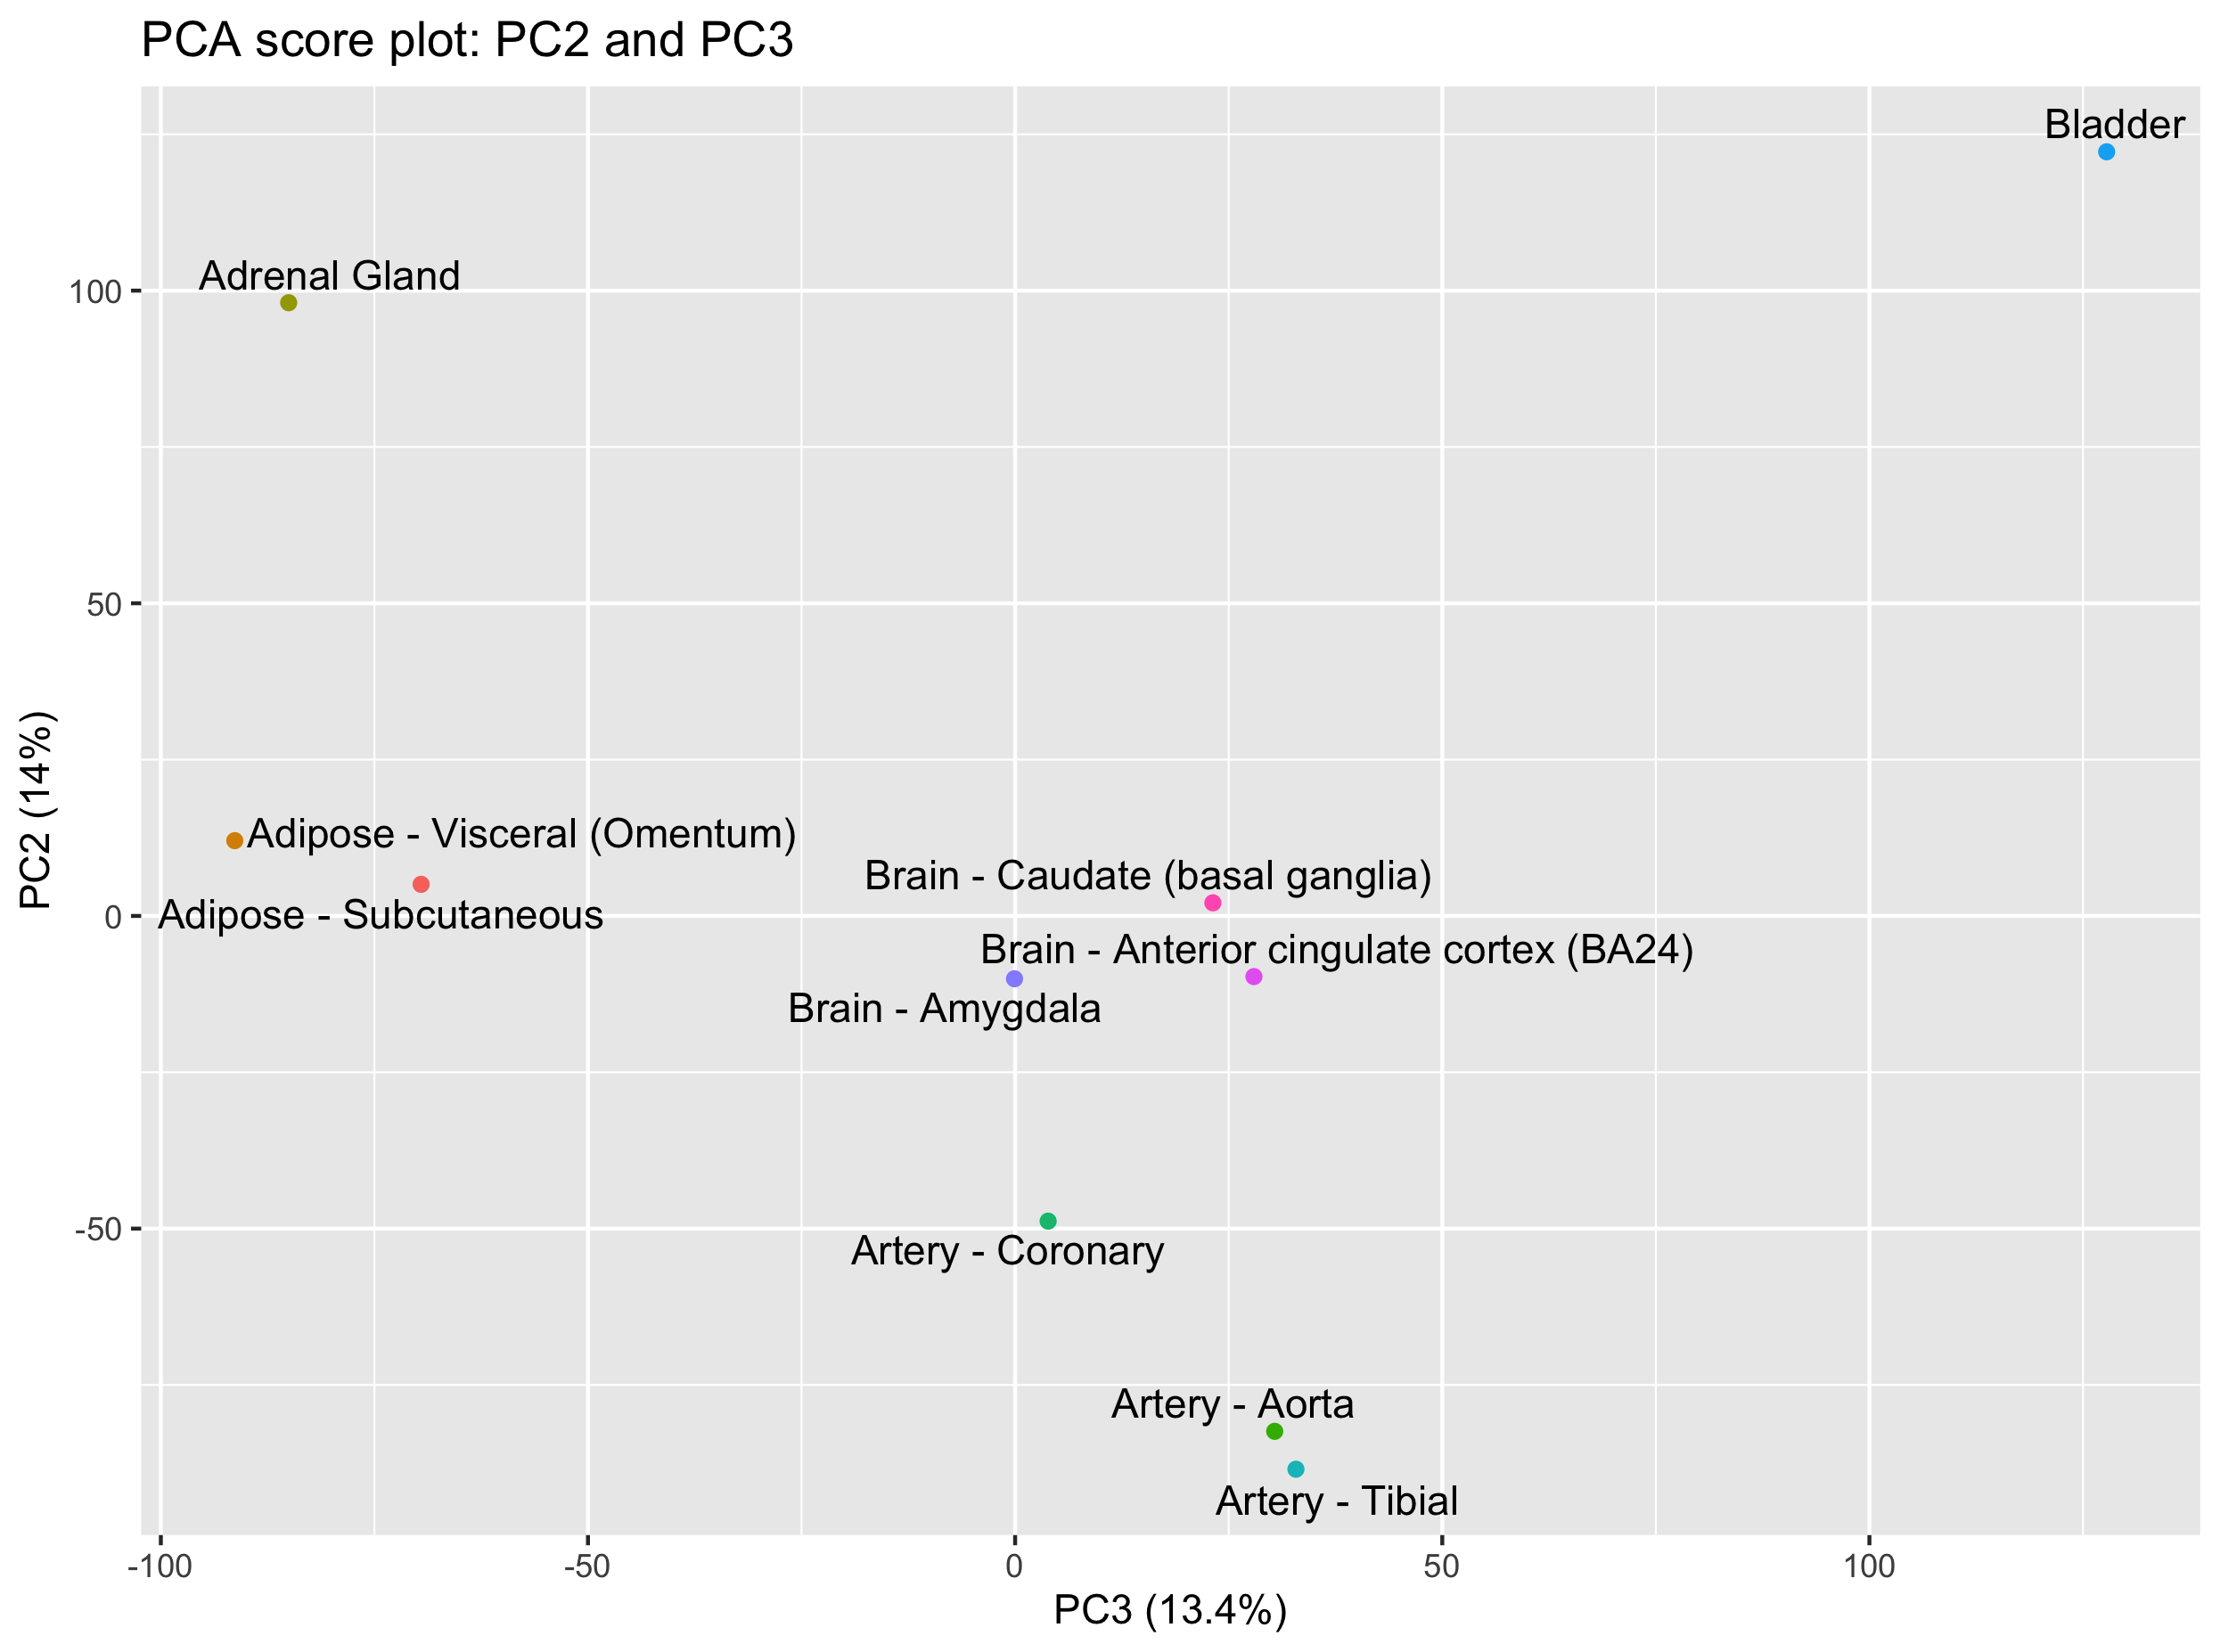 PCA score plot: PC2 and PC3
Bladder
Adrenal Gland
100
50
Adipose - Visceral (Omentum)
Brain - Caudate (basal ganglia)
Adipose - Subcutaneous
0
Brain - Anterior cingulate cortex (BA24)
Brain - Amygdala
-50
Artery - Coronary
Artery - Aorta
Artery - Tibial
PC2 (14%)
-100
-50
0
50
100
PC3 (13.4%)